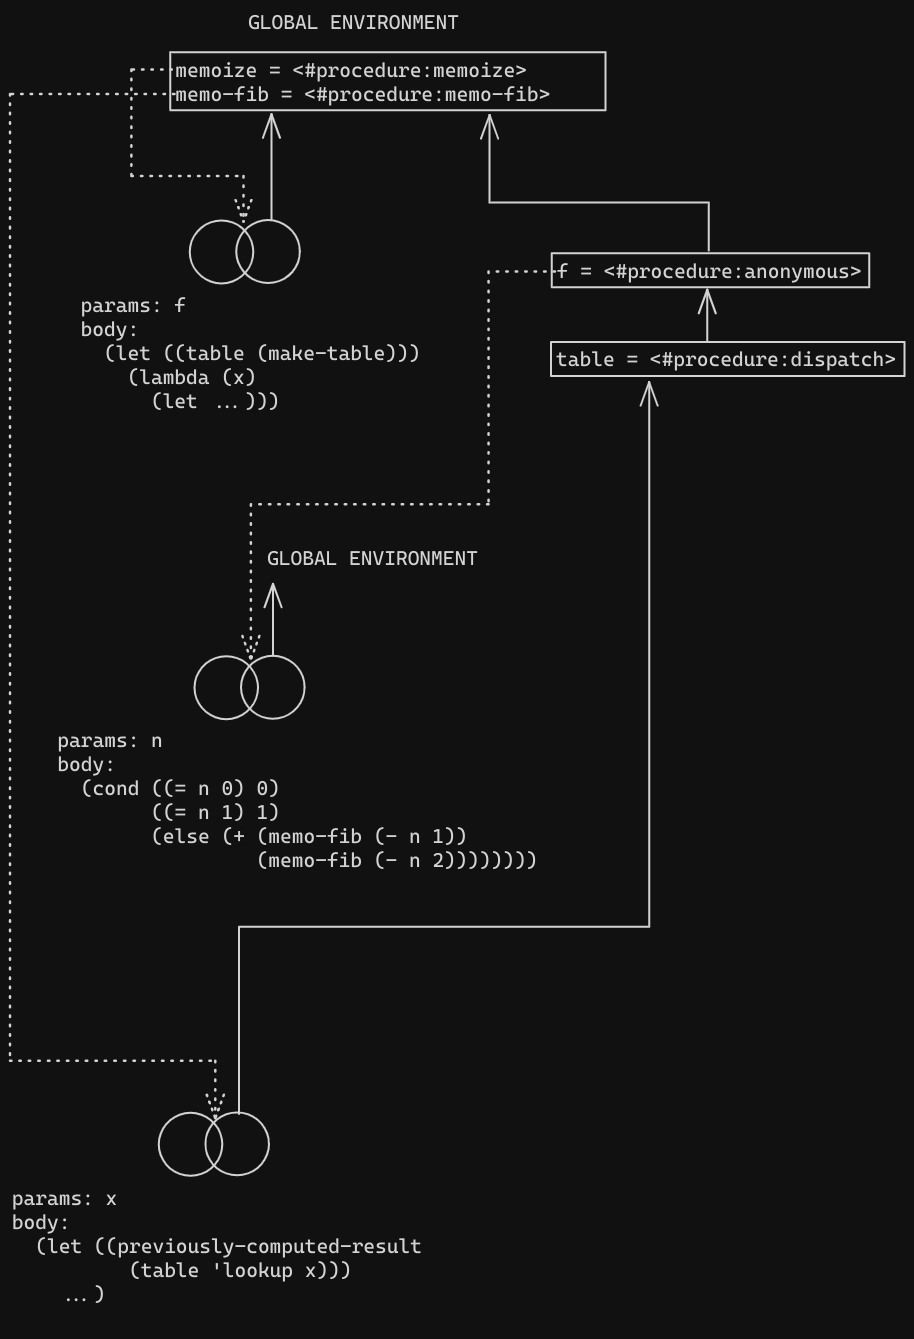 GLOBAL ENVIRONMENT
memoize = <#procedure:memoize>
memo-fib = <#procedure:memo-fib>
f = <#procedure:anonymous>
table = <#procedure:dispatch>
params: f
body:
  (let ((table (make-table)))
    (lambda (x)
      (let ...)))
GLOBAL ENVIRONMENT
params: n
body:
  (cond ((= n 0) 0)
        ((= n 1) 1)
        (else (+ (memo-fib (- n 1))
                 (memo-fib (- n 2))))))))
params: x
body:
  (let ((previously-computed-result
          (table 'lookup x)))
    ...)